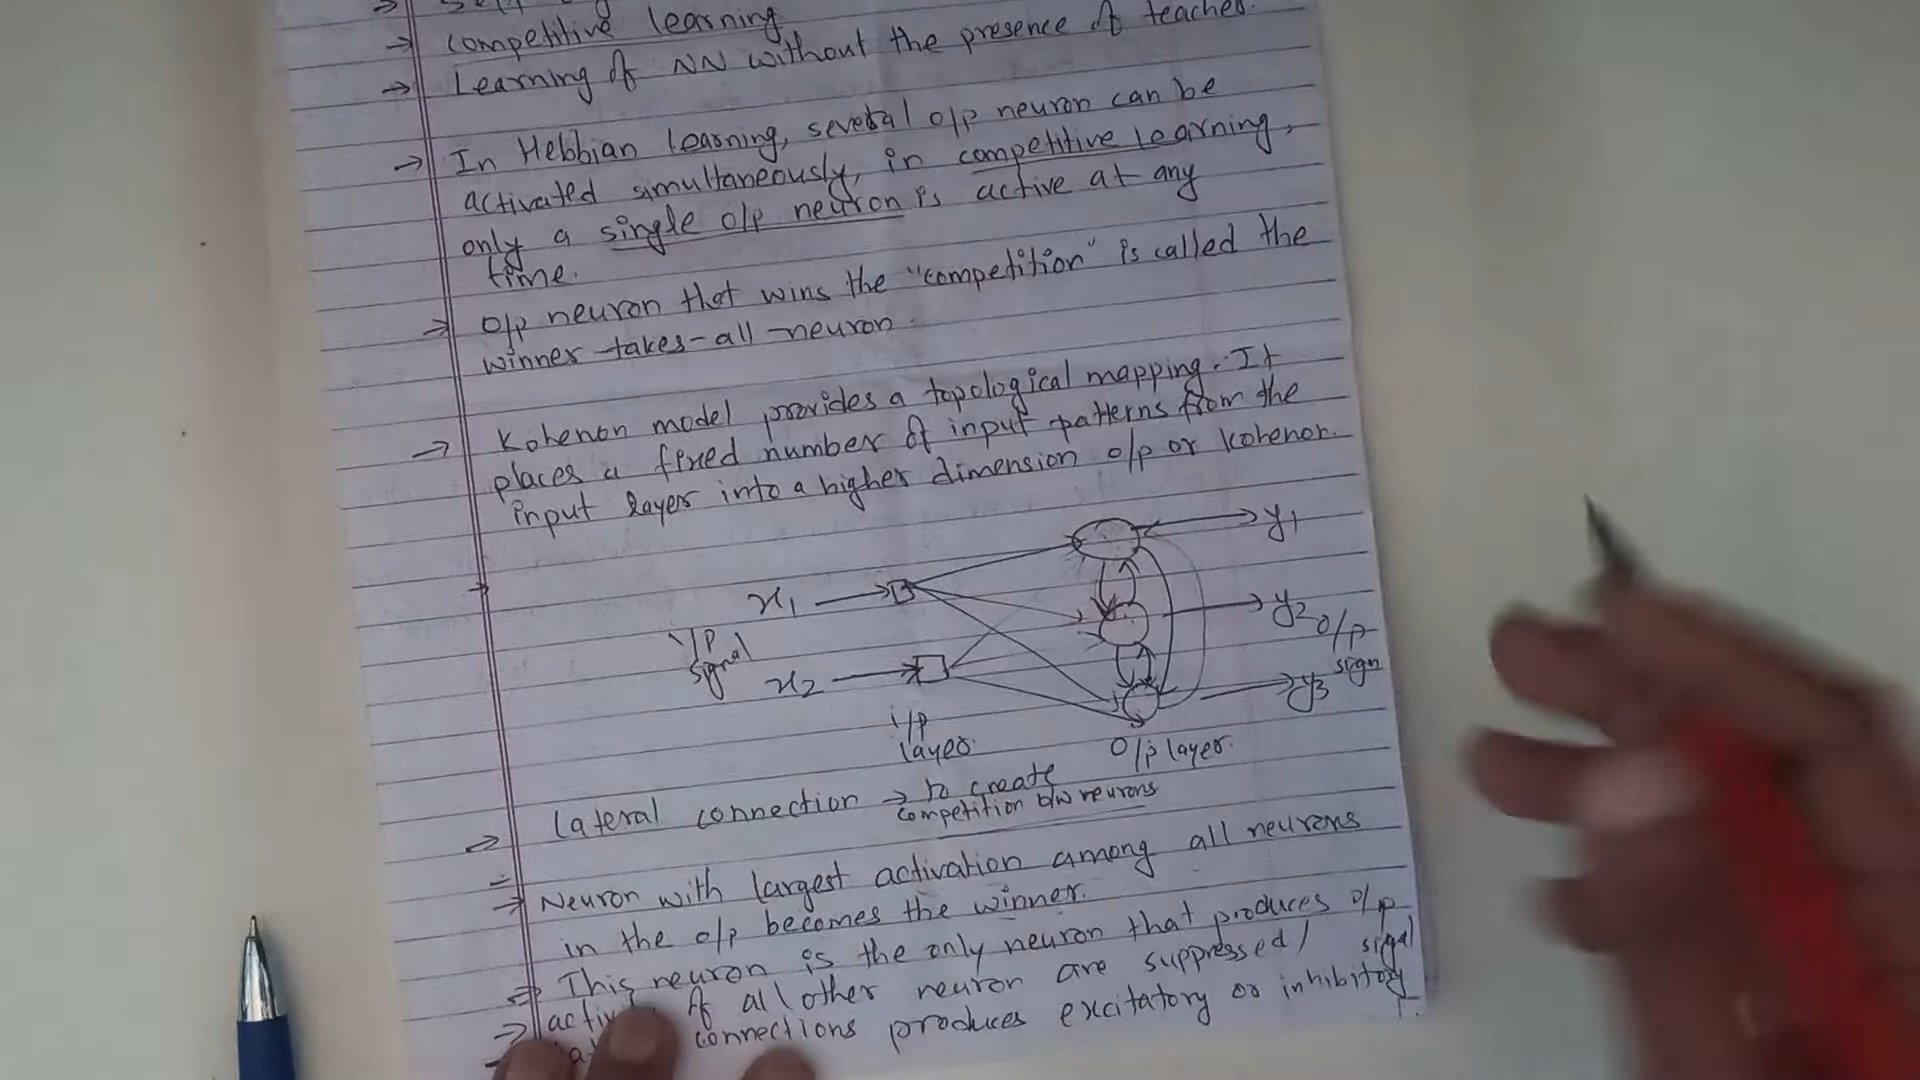 → competitive learning
→ Learning of NN without the presence of teacher.
→ In Hebbian learning, several o/p neuron can be
activated simultaneously, in competitive learning,
only a single o/p neuron is active at any
time.
→ O/p neuron that wins the "competition" is called the
winner-takes-all-neuron.
→ Kohenon model provides a topological mapping. It
places a fixed number of input patterns from the
input layer into a higher dimension o/p or Kohenon.
x1 y1
x2 y2
y3
i/p
signal
o/p
sign
i/p
layer
O/p layer.
→ Lateral connection → to create
competition b/w neurons
→ Neuron with largest activation among all neurons
in the o/p becomes the winner.
→ This neuron is the only neuron that produces o/p
sigal
→ of all other neuron are suppressed
connections produces excitatory or inhibitory